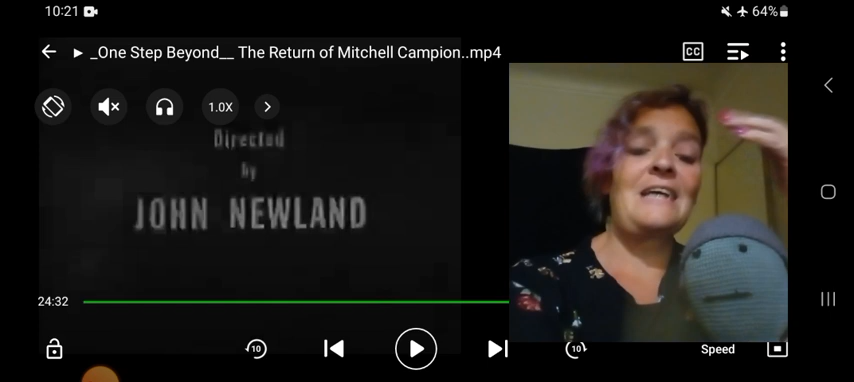 10:21
64%
_One Step Beyond__ The Return of Mitchell Campion..mp4
CC
1.0X
Directed
by
JOHN NEWLAND
24:32
10
10
Speed